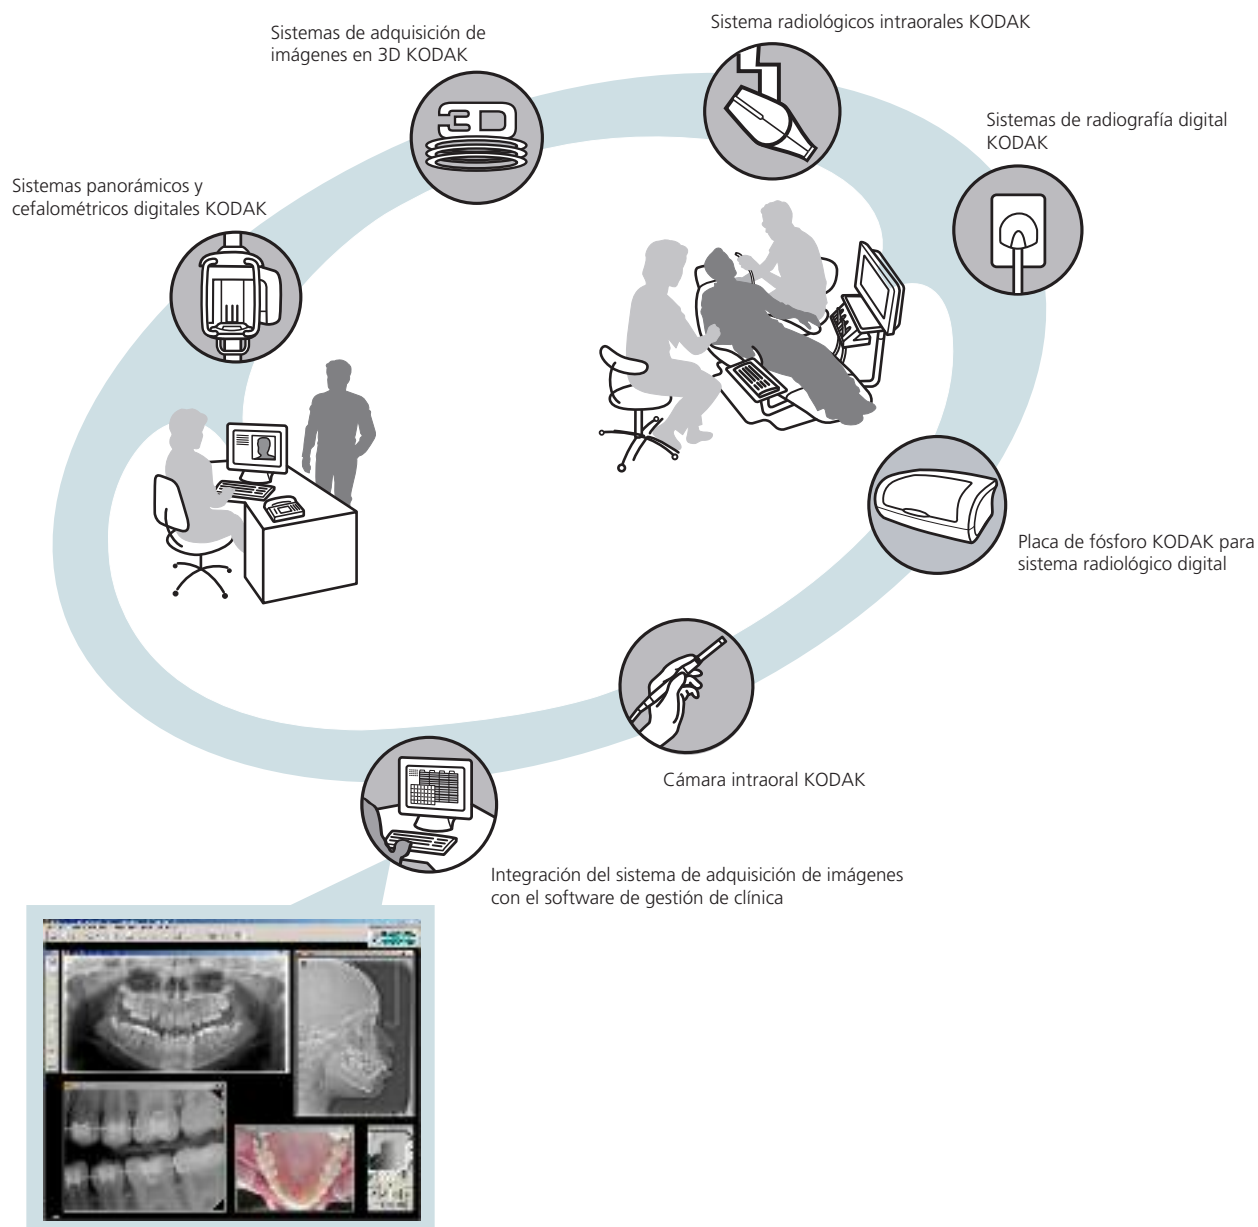 Sistema radiológicos intraorales KODAK
Sistemas de adquisición de
imágenes en 3D KODAK
3D
Sistemas de radiografía digital
KODAK
Sistemas panorámicos y
cefalométricos digitales KODAK
Placa de fósforo KODAK para
sistema radiológico digital
Cámara intraoral KODAK
Integración del sistema de adquisición de imágenes
con el software de gestión de clínica